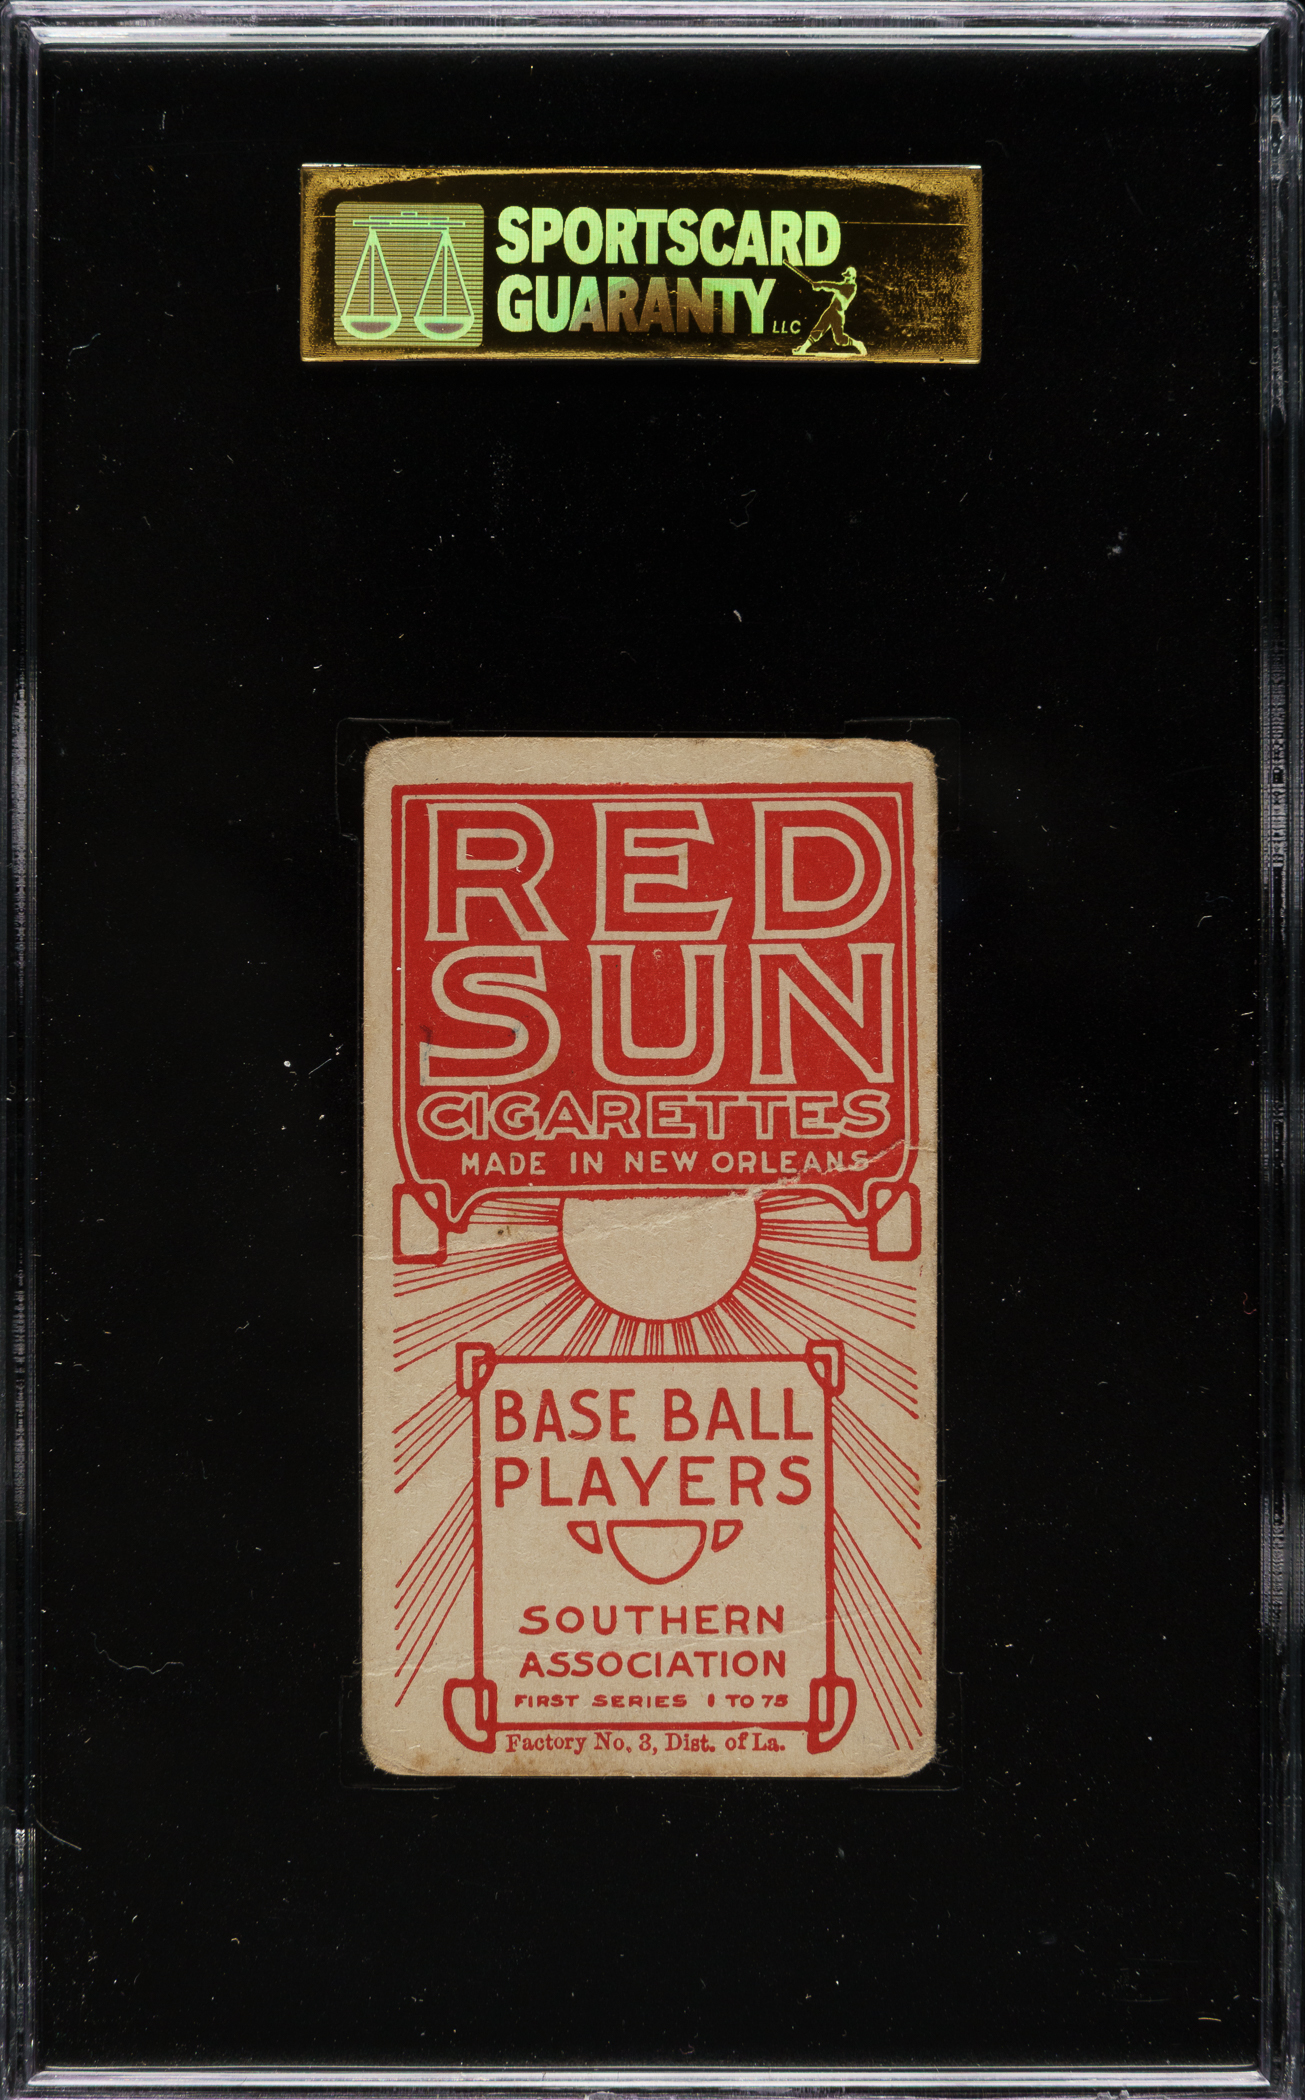 SPORTSCARD
GUARANTY LLC
RED
SUN
CIGARETTES
MADE IN NEW ORLEANS
BASE BALL
PLAYERS
SOUTHERN
ASSOCIATION
FIRST SERIES 1 TO 75
Factory No. 3, Dist. of La.